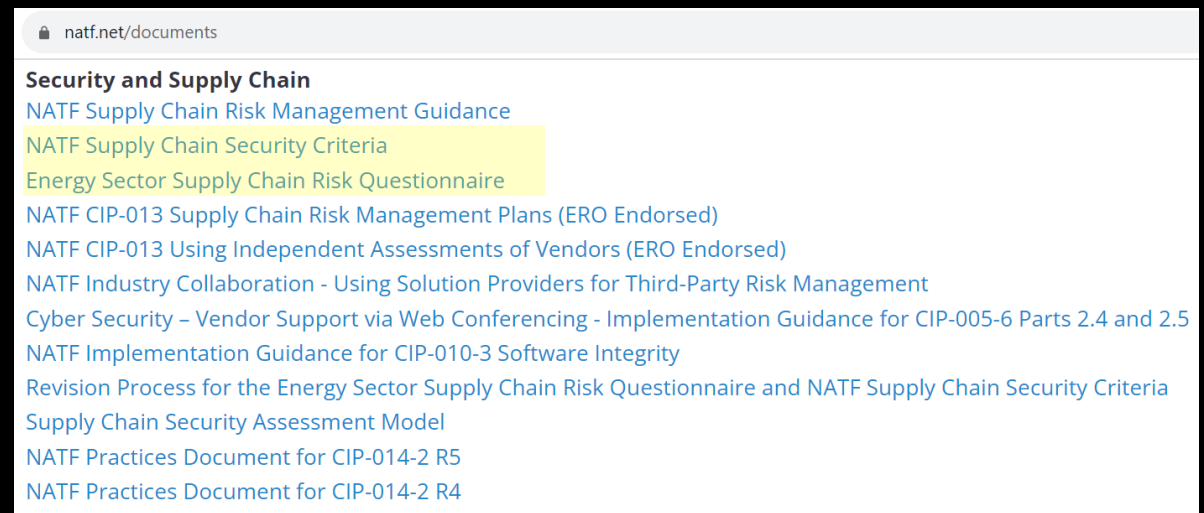 natf.net/documents
Security and Supply Chain
NATF Supply Chain Risk Management Guidance
NATF Supply Chain Security Criteria
Energy Sector Supply Chain Risk Questionnaire
NATF CIP-013 Supply Chain Risk Management Plans (ERO Endorsed)
NATF CIP-013 Using Independent Assessments of Vendors (ERO Endorsed)
NATF Industry Collaboration - Using Solution Providers for Third-Party Risk Management
Cyber Security – Vendor Support via Web Conferencing - Implementation Guidance for CIP-005-6 Parts 2.4 and 2.5
NATF Implementation Guidance for CIP-010-3 Software Integrity
Revision Process for the Energy Sector Supply Chain Risk Questionnaire and NATF Supply Chain Security Criteria
Supply Chain Security Assessment Model
NATF Practices Document for CIP-014-2 R5
NATF Practices Document for CIP-014-2 R4